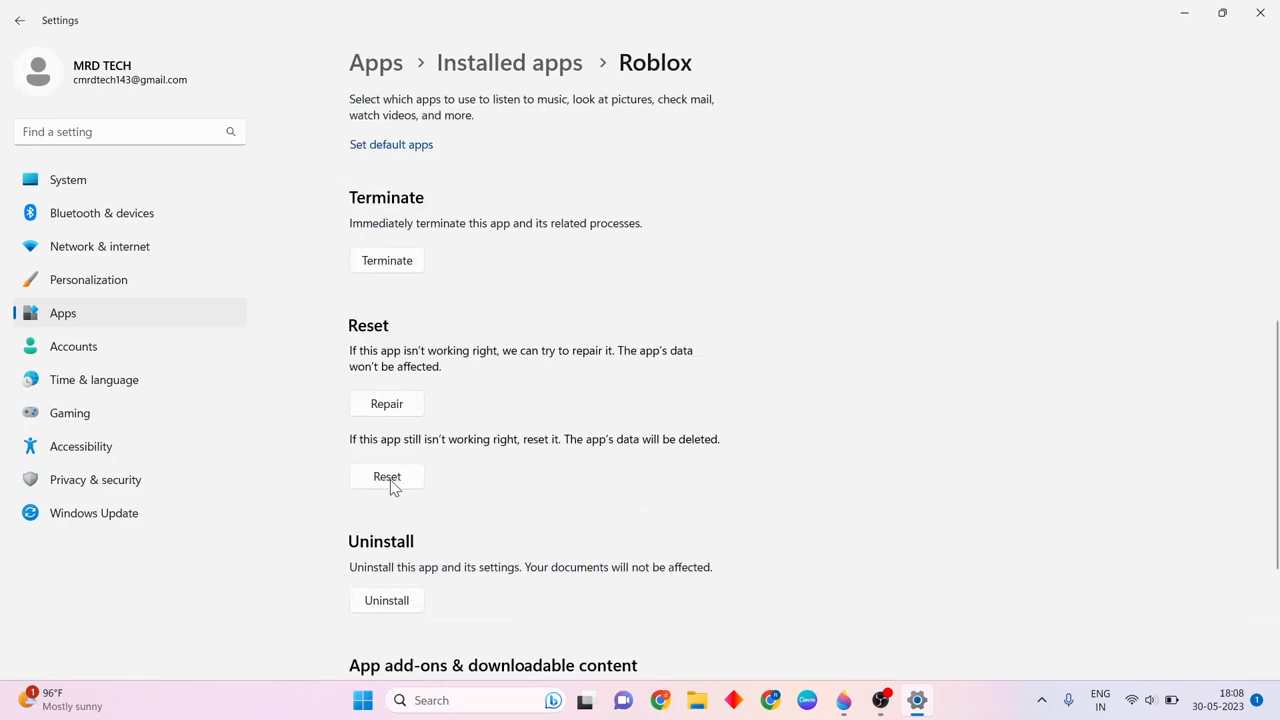 Settings
MRD TECH
cmrdtech143@gmail.com
Find a setting
System
Bluetooth & devices
Network & internet
Personalization
Apps
Accounts
Time & language
Gaming
Accessibility
Privacy & security
Windows Update
Apps > Installed apps > Roblox
Select which apps to use to listen to music, look at pictures, check mail,
watch videos, and more.
Set default apps
Terminate
Immediately terminate this app and its related processes.
Terminate
Reset
If this app isn't working right, we can try to repair it. The app's data
won't be affected.
Repair
If this app still isn't working right, reset it. The app's data will be deleted.
Reset
Uninstall
Uninstall this app and its settings. Your documents will not be affected.
Uninstall
App add-ons & downloadable content
1
96°F
Mostly sunny
Search
ENG
IN
18:08
30-05-2023
1